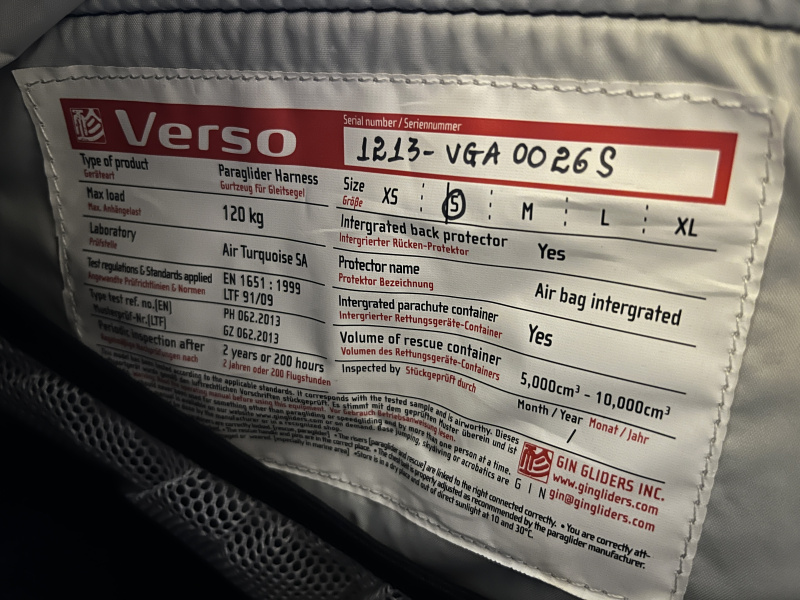 Verso
Serial number / Seriennummer
1213-VGA 0026S
Type of product
Geräteart
Paraglider Harness
Gurtzeug für Gleitsegel
Max load
Max. Anhängelast
120 kg
Laboratory
Prüfstelle
Air Turquoise SA
Test regulations & Standards applied
Angewandte Prüfrichtlinien & Normen
EN 1651 : 1999
LTF 91/09
Type test ref. no.(EN)
Musterprüf-Nr.(LTF)
PH 062.2013
GZ 062.2013
Periodic inspection after
2 years or 200 hours
2 Jahren oder 200 Flugstunden
Size
Größe
XS S M L XL
Intergrated back protector
Intergrierter Rücken-Protektor
Yes
Protector name
Protektor Bezeichnung
Air bag intergrated
Intergrated parachute container
Intergrierter Rettungsgeräte-Container
Yes
Volume of rescue container
Volumen des Rettungsgeräte-Containers
5,000cm³ - 10,000cm³
Inspected by Stückgeprüft durch
Month / Year Monat / Jahr
/
GIN GLIDERS INC.
www.gingliders.com
gin@gingliders.com
G I N